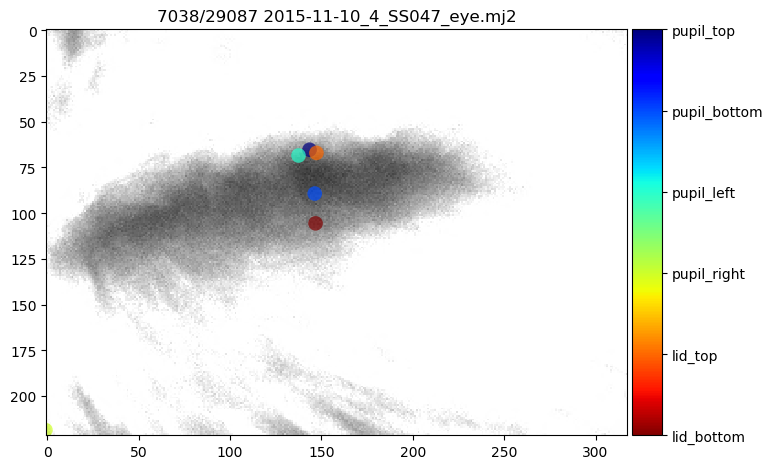 7038/29087 2015-11-10_4_SS047_eye.mj2
0
25
50
75
100
125
150
175
200
0 50 100 150 200 250 300
pupil_top
pupil_bottom
pupil_left
pupil_right
lid_top
lid_bottom